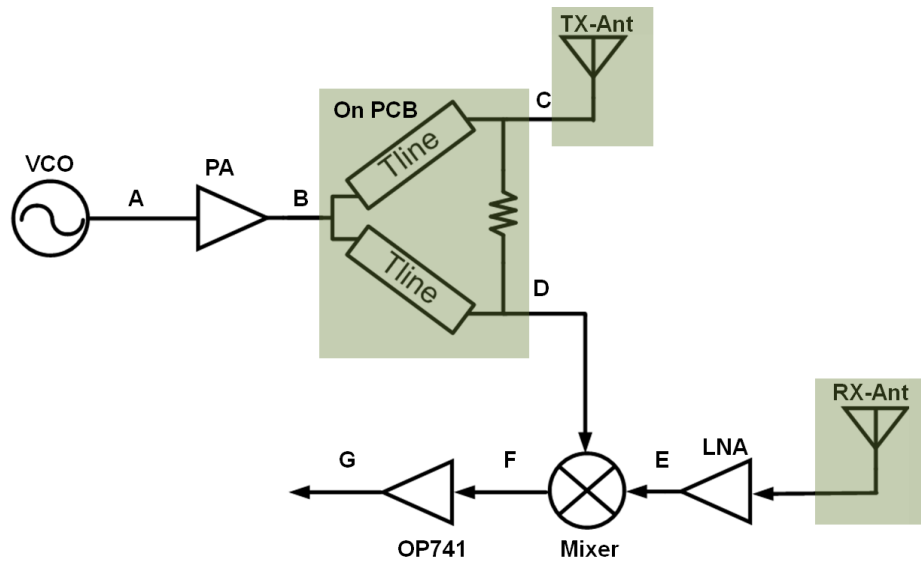 TX-Ant
On PCB
C
Tline
VCO
PA
A
B
Tline
D
RX-Ant
LNA
G
F
E
OP741
Mixer